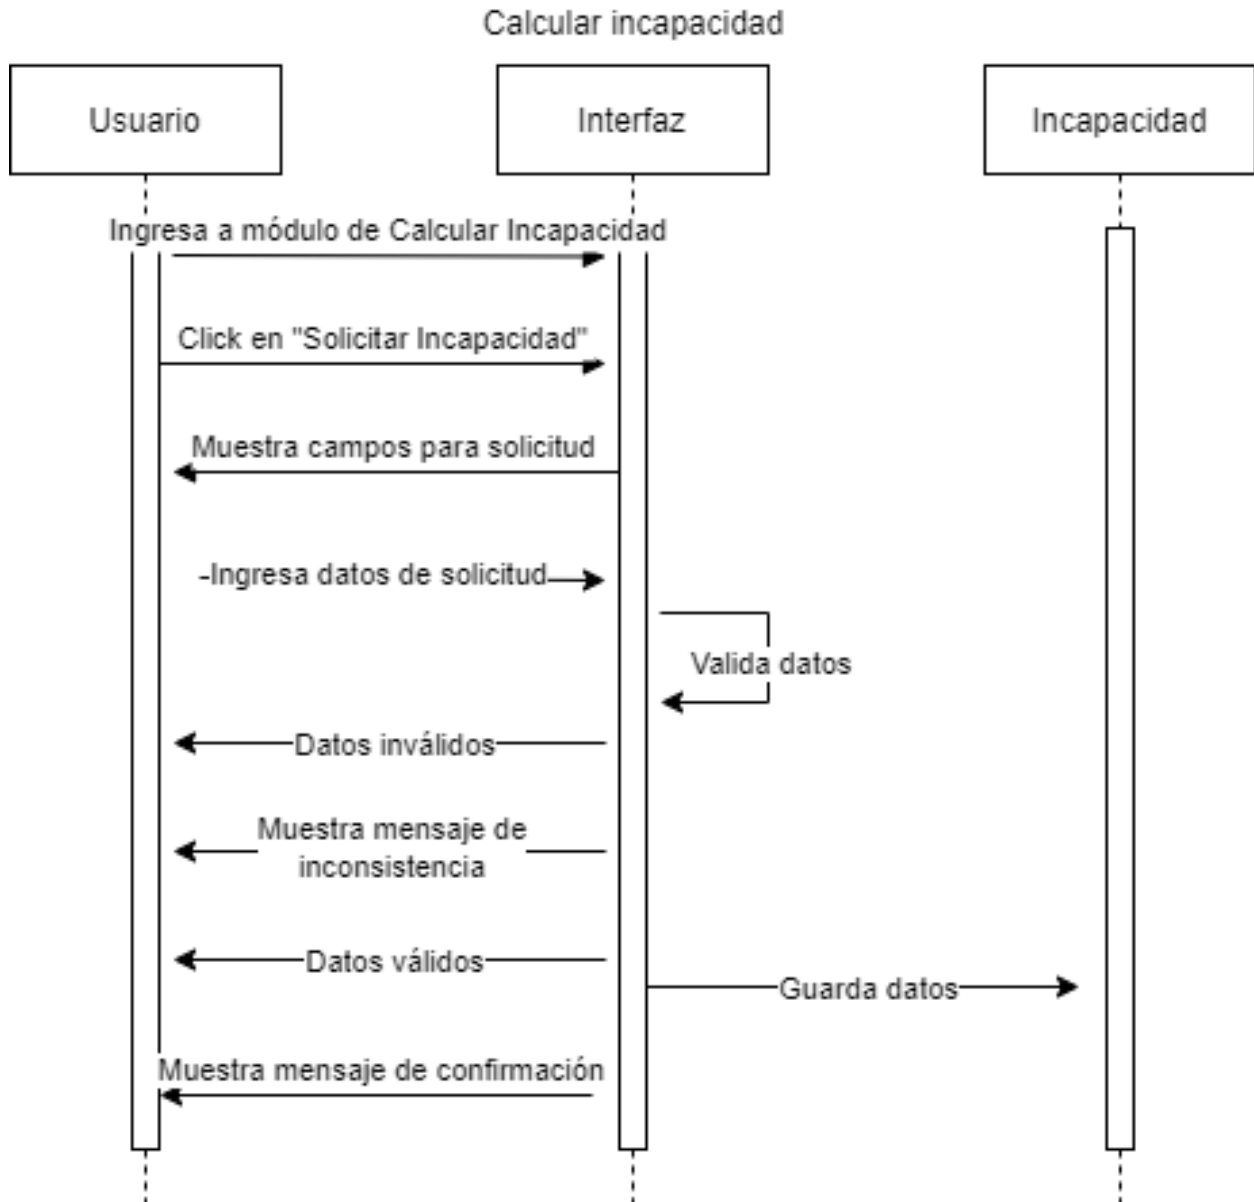 Calcular incapacidad
Usuario
Interfaz
Incapacidad
Ingresa a módulo de Calcular Incapacidad
Click en "Solicitar Incapacidad"
Muestra campos para solicitud
-Ingresa datos de solicitud
Valida datos
Datos inválidos
Muestra mensaje de
inconsistencia
Datos válidos
Guarda datos
Muestra mensaje de confirmación